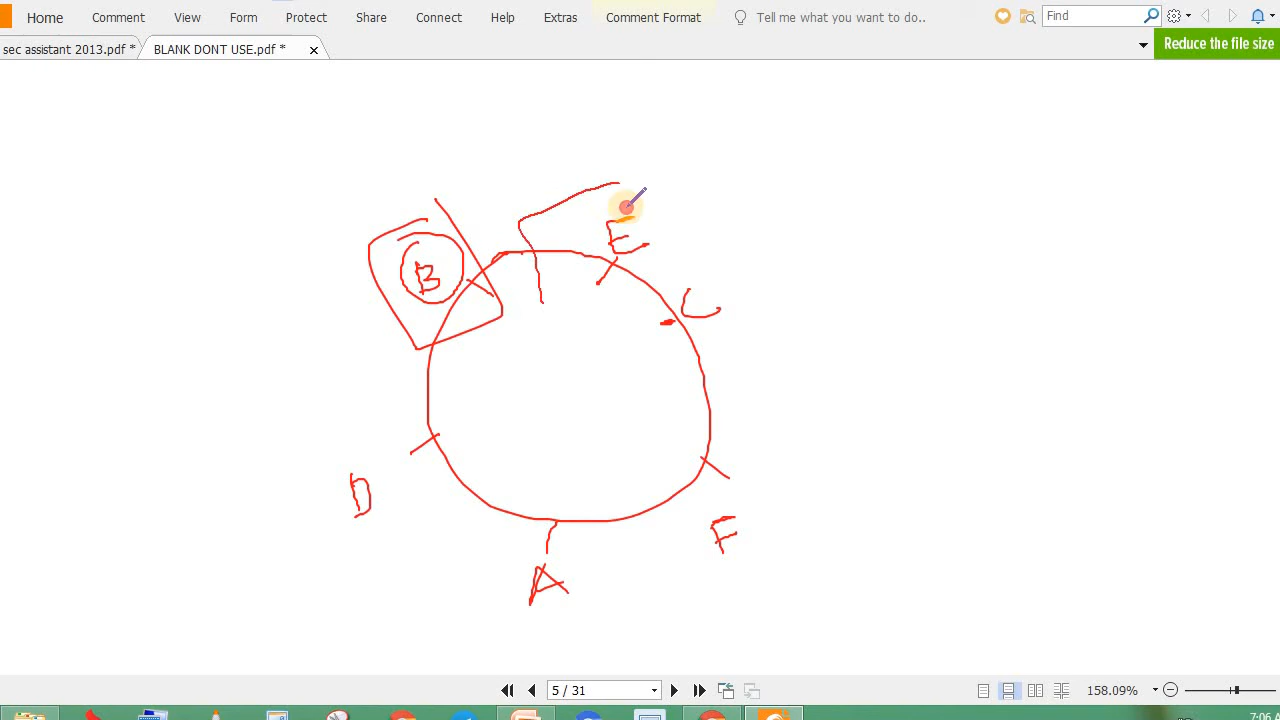 Home Comment View Form Protect Share Connect Help Extras Comment Format Tell me what you want to do.. Find
sec assistant 2013.pdf * BLANK DONT USE.pdf * Reduce the file size
E
B
C
D
F
A
5 / 31 158.09%